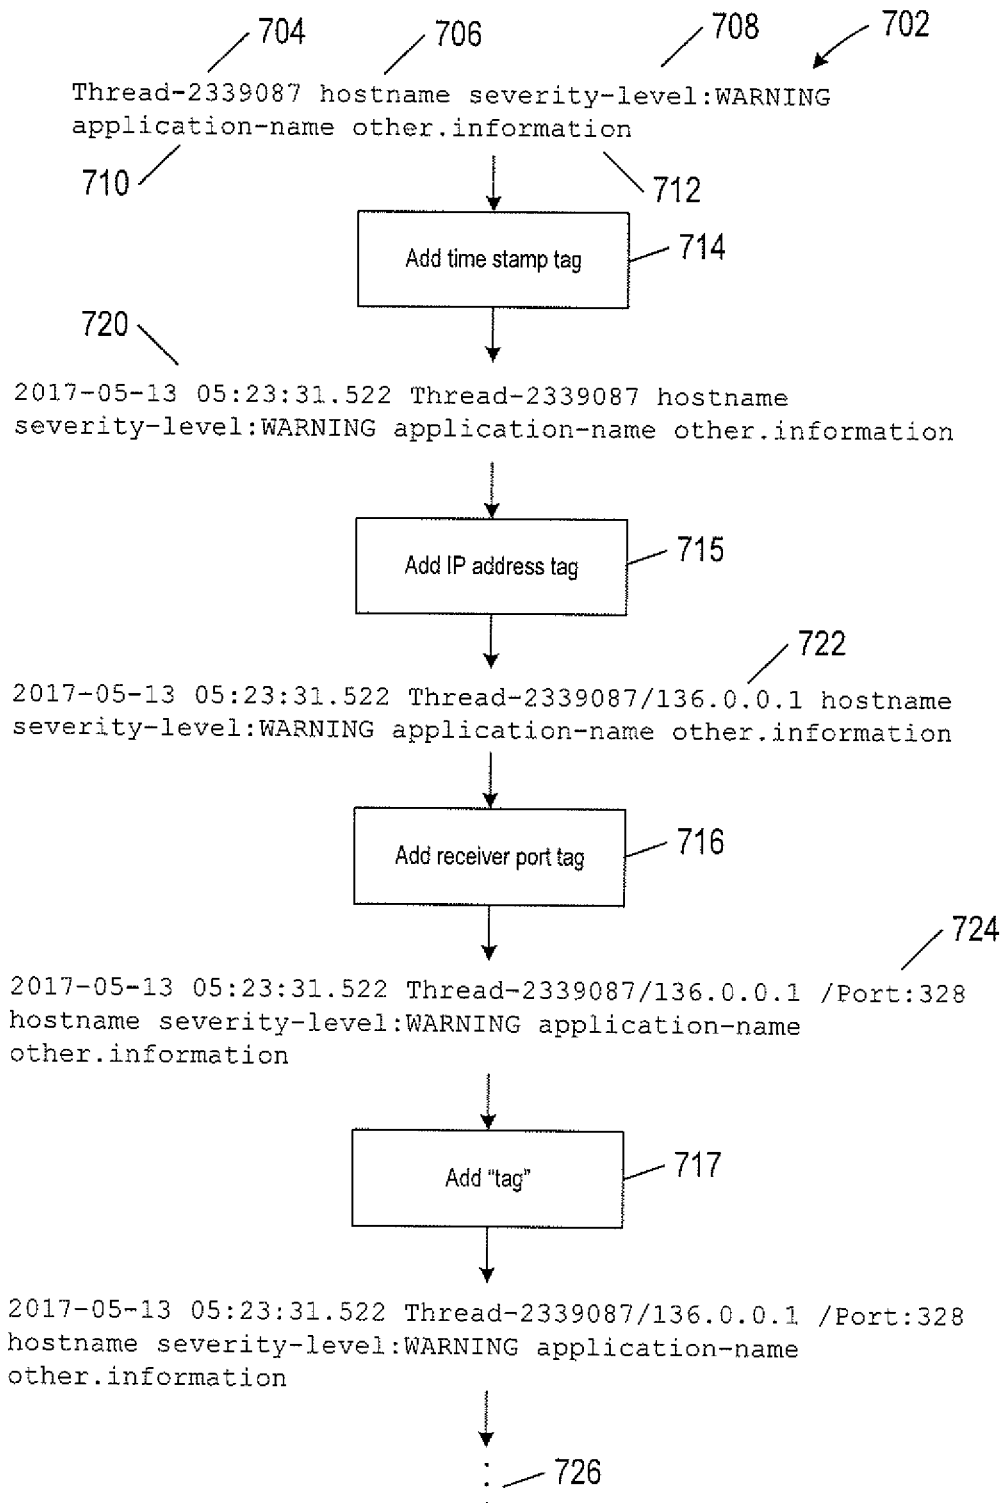 704 706 708 702
Thread-2339087 hostname severity-level:WARNING
application-name other.information
710 712
Add time stamp tag 714
720
2017-05-13 05:23:31.522 Thread-2339087 hostname
severity-level:WARNING application-name other.information
Add IP address tag 715
722
2017-05-13 05:23:31.522 Thread-2339087/136.0.0.1 hostname
severity-level:WARNING application-name other.information
Add receiver port tag 716
724
2017-05-13 05:23:31.522 Thread-2339087/136.0.0.1 /Port:328
hostname severity-level:WARNING application-name
other.information
Add “tag” 717
2017-05-13 05:23:31.522 Thread-2339087/136.0.0.1 /Port:328
hostname severity-level:WARNING application-name
other.information
726